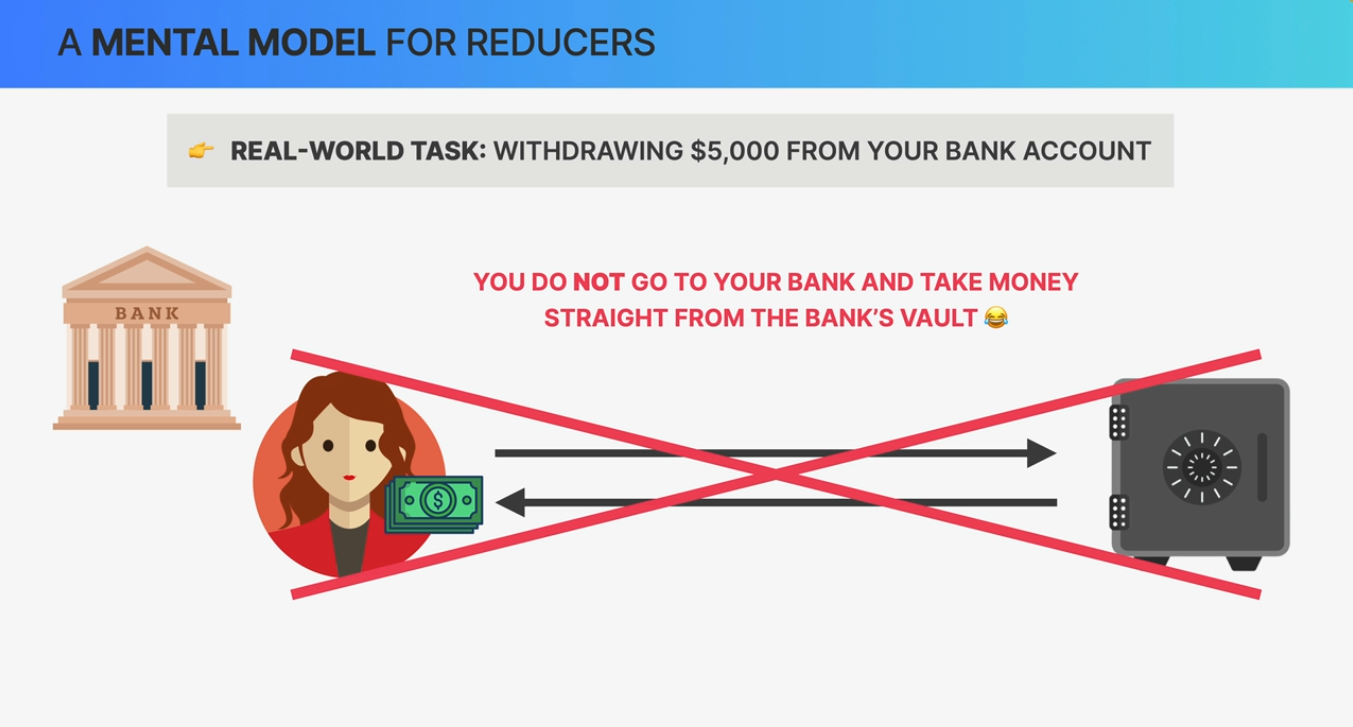 A MENTAL MODEL FOR REDUCERS
👉 REAL-WORLD TASK: WITHDRAWING $5,000 FROM YOUR BANK ACCOUNT
YOU DO NOT GO TO YOUR BANK AND TAKE MONEY
STRAIGHT FROM THE BANK’S VAULT 😂
BANK
$